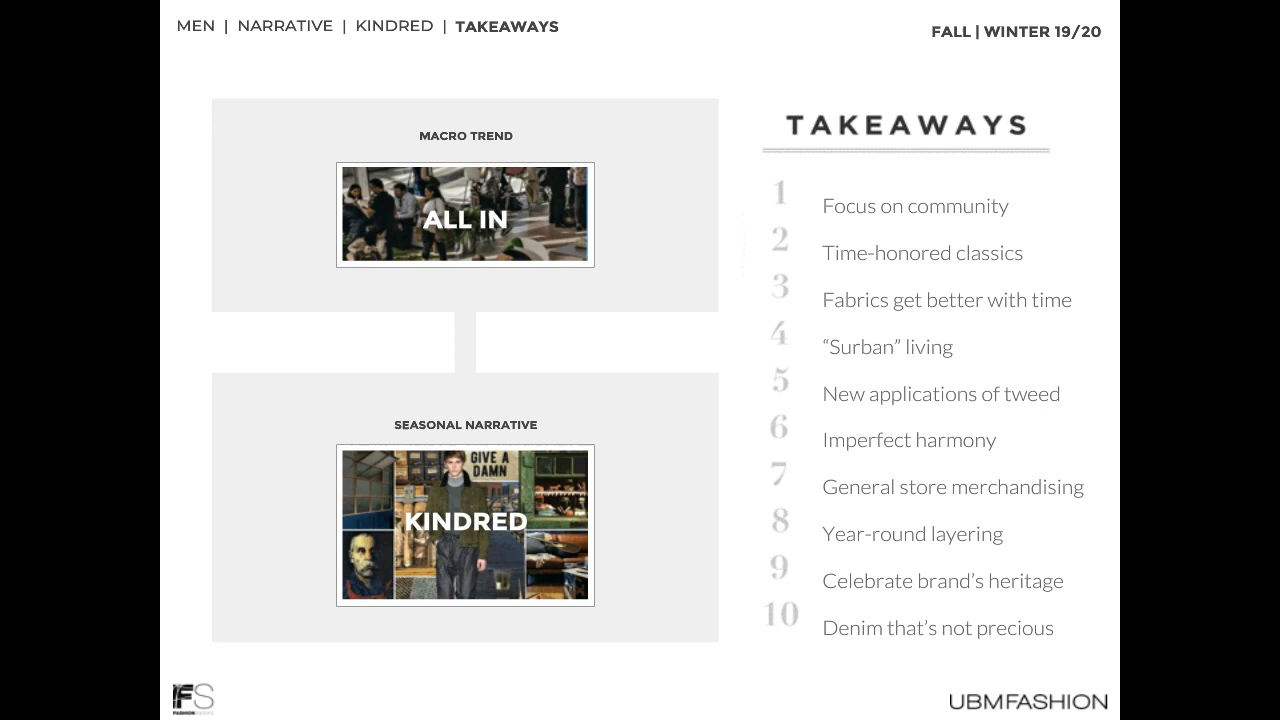 MEN | NARRATIVE | KINDRED | TAKEAWAYS
FALL | WINTER 19/20
MACRO TREND
ALL IN
SEASONAL NARRATIVE
GIVE A
DAMN
KINDRED
TAKEAWAYS
1 Focus on community
2 Time-honored classics
3 Fabrics get better with time
4 “Surban” living
5 New applications of tweed
6 Imperfect harmony
7 General store merchandising
8 Year-round layering
9 Celebrate brand’s heritage
10 Denim that’s not precious
FS
UBMFASHION